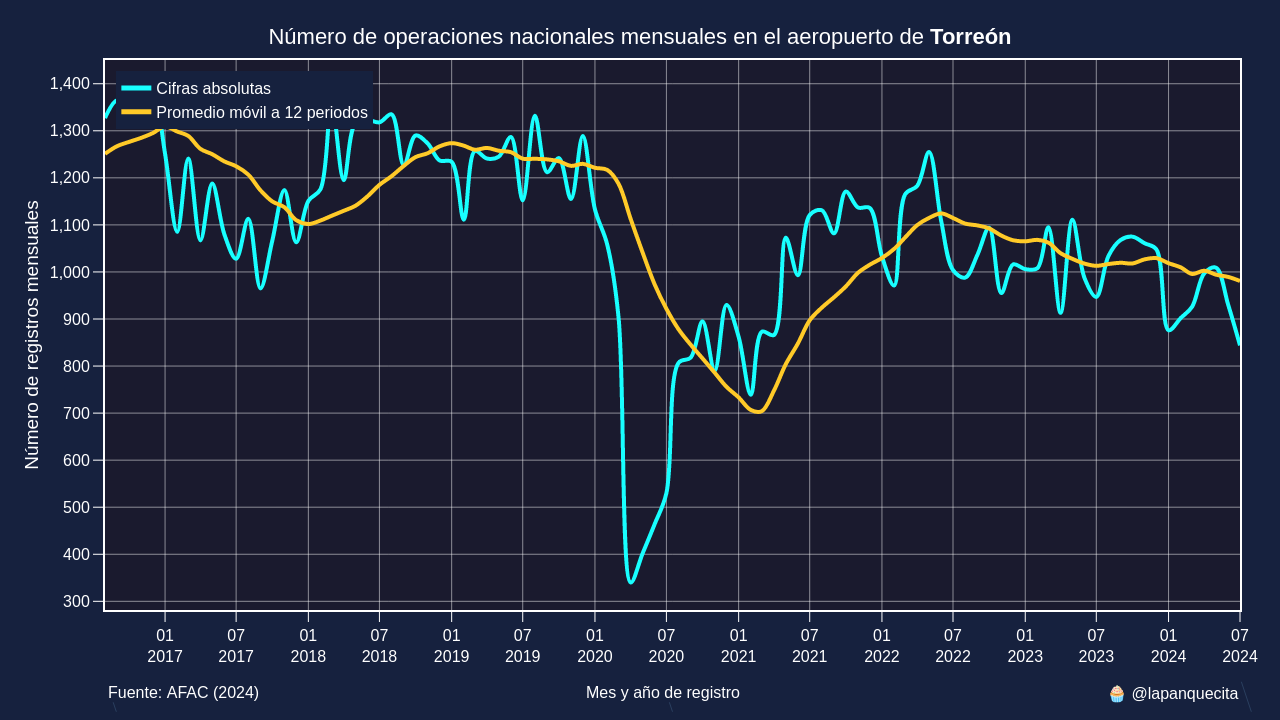 Número de operaciones nacionales mensuales en el aeropuerto de Torreón
Cifras absolutas
Promedio móvil a 12 periodos
Número de registros mensuales
1,400
1,300
1,200
1,100
1,000
900
800
700
600
500
400
300
01 07 01 07 01 07 01 07 01 07 01 07 01 07 01 07
2017 2017 2018 2018 2019 2019 2020 2020 2021 2021 2022 2022 2023 2023 2024 2024
Fuente: AFAC (2024)
Mes y año de registro
🧁 @lapanquecita